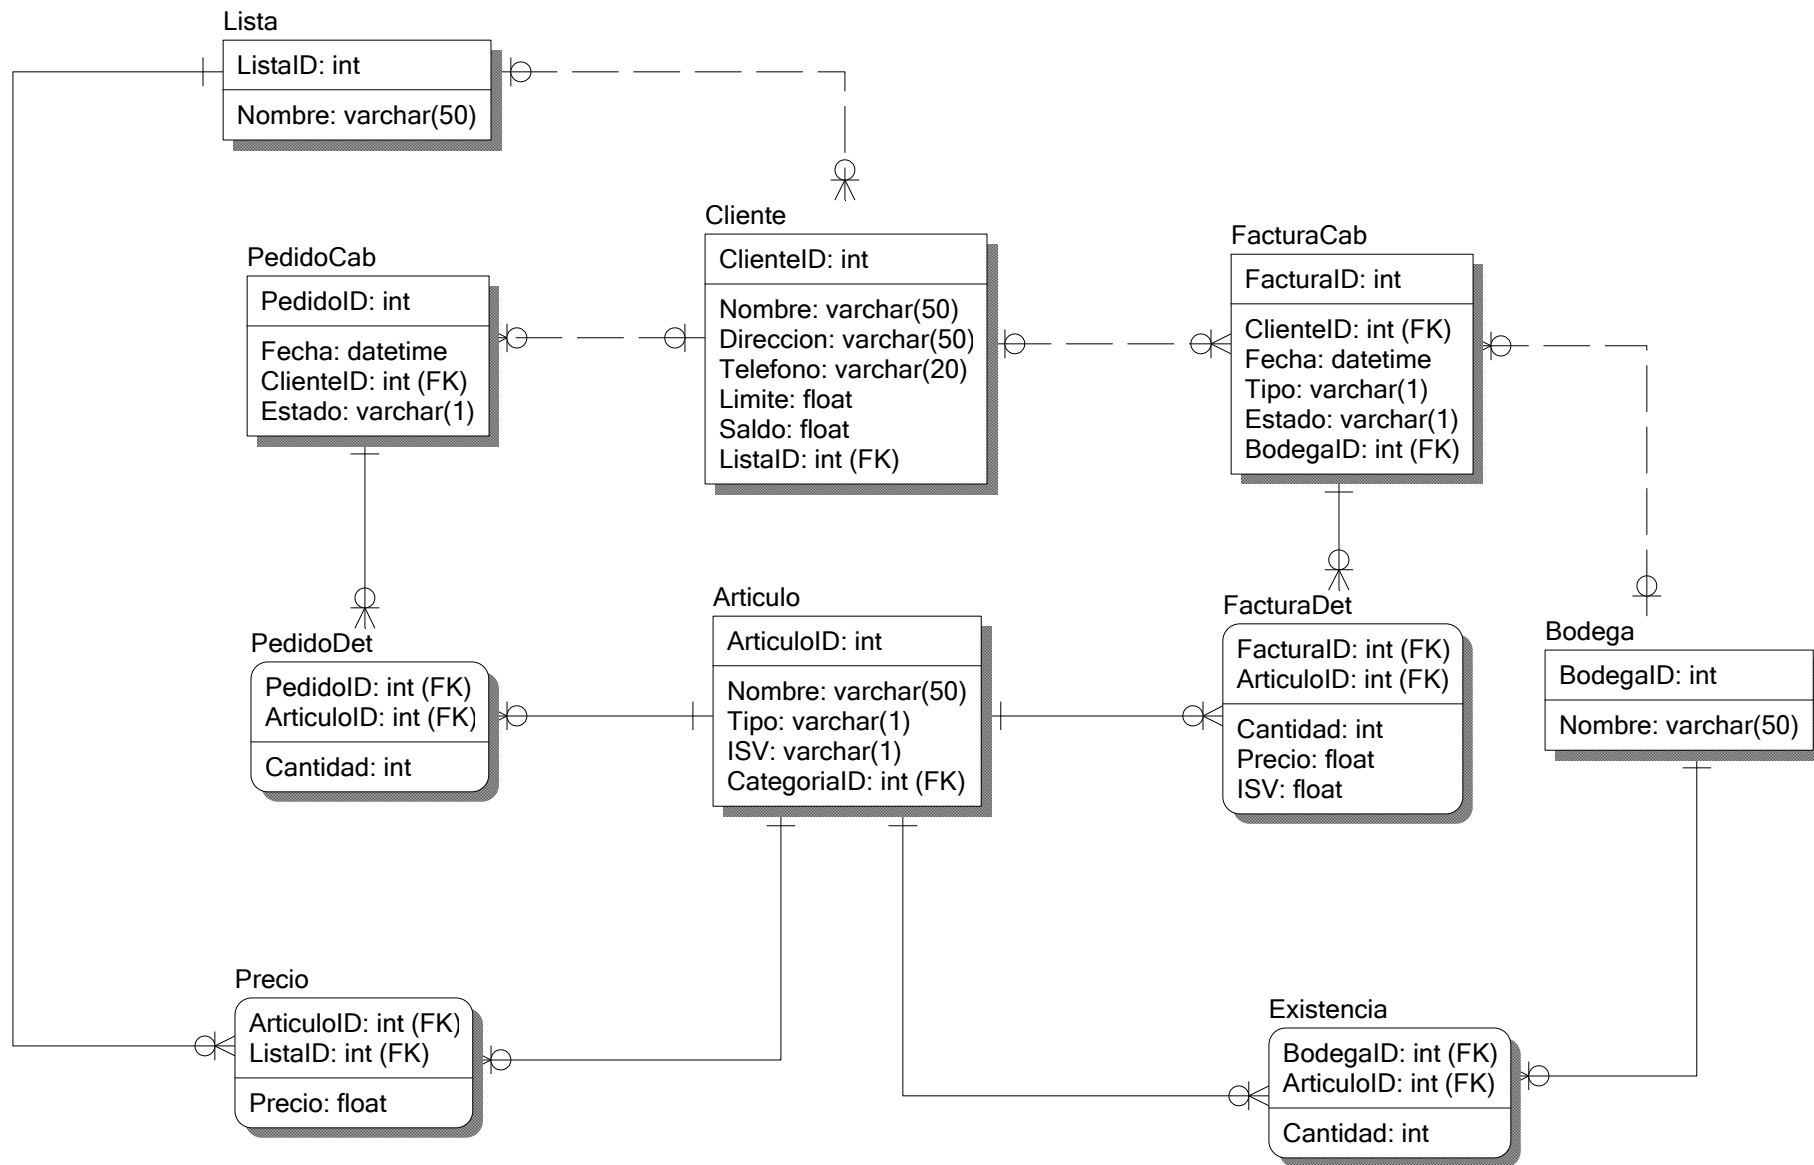 Lista
ListaID: int
Nombre: varchar(50)
Cliente
ClienteID: int
Nombre: varchar(50)
Direccion: varchar(50)
Telefono: varchar(20)
Limite: float
Saldo: float
ListaID: int (FK)
FacturaCab
FacturaID: int
ClienteID: int (FK)
Fecha: datetime
Tipo: varchar(1)
Estado: varchar(1)
BodegaID: int (FK)
PedidoCab
PedidoID: int
Fecha: datetime
ClienteID: int (FK)
Estado: varchar(1)
Articulo
ArticuloID: int
Nombre: varchar(50)
Tipo: varchar(1)
ISV: varchar(1)
CategoriaID: int (FK)
FacturaDet
FacturaID: int (FK)
ArticuloID: int (FK)
Cantidad: int
Precio: float
ISV: float
Bodega
BodegaID: int
Nombre: varchar(50)
PedidoDet
PedidoID: int (FK)
ArticuloID: int (FK)
Cantidad: int
Precio
ArticuloID: int (FK)
ListaID: int (FK)
Precio: float
Existencia
BodegaID: int (FK)
ArticuloID: int (FK)
Cantidad: int